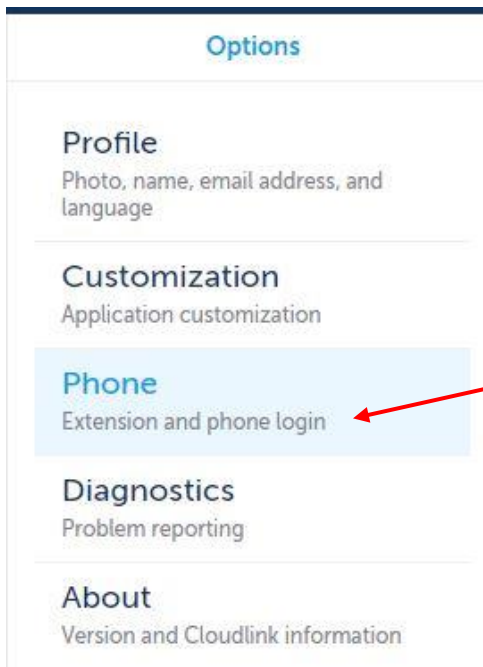 Options
Profile
Photo, name, email address, and
language
Customization
Application customization
Phone
Extension and phone login
Diagnostics
Problem reporting
About
Version and Cloudlink information